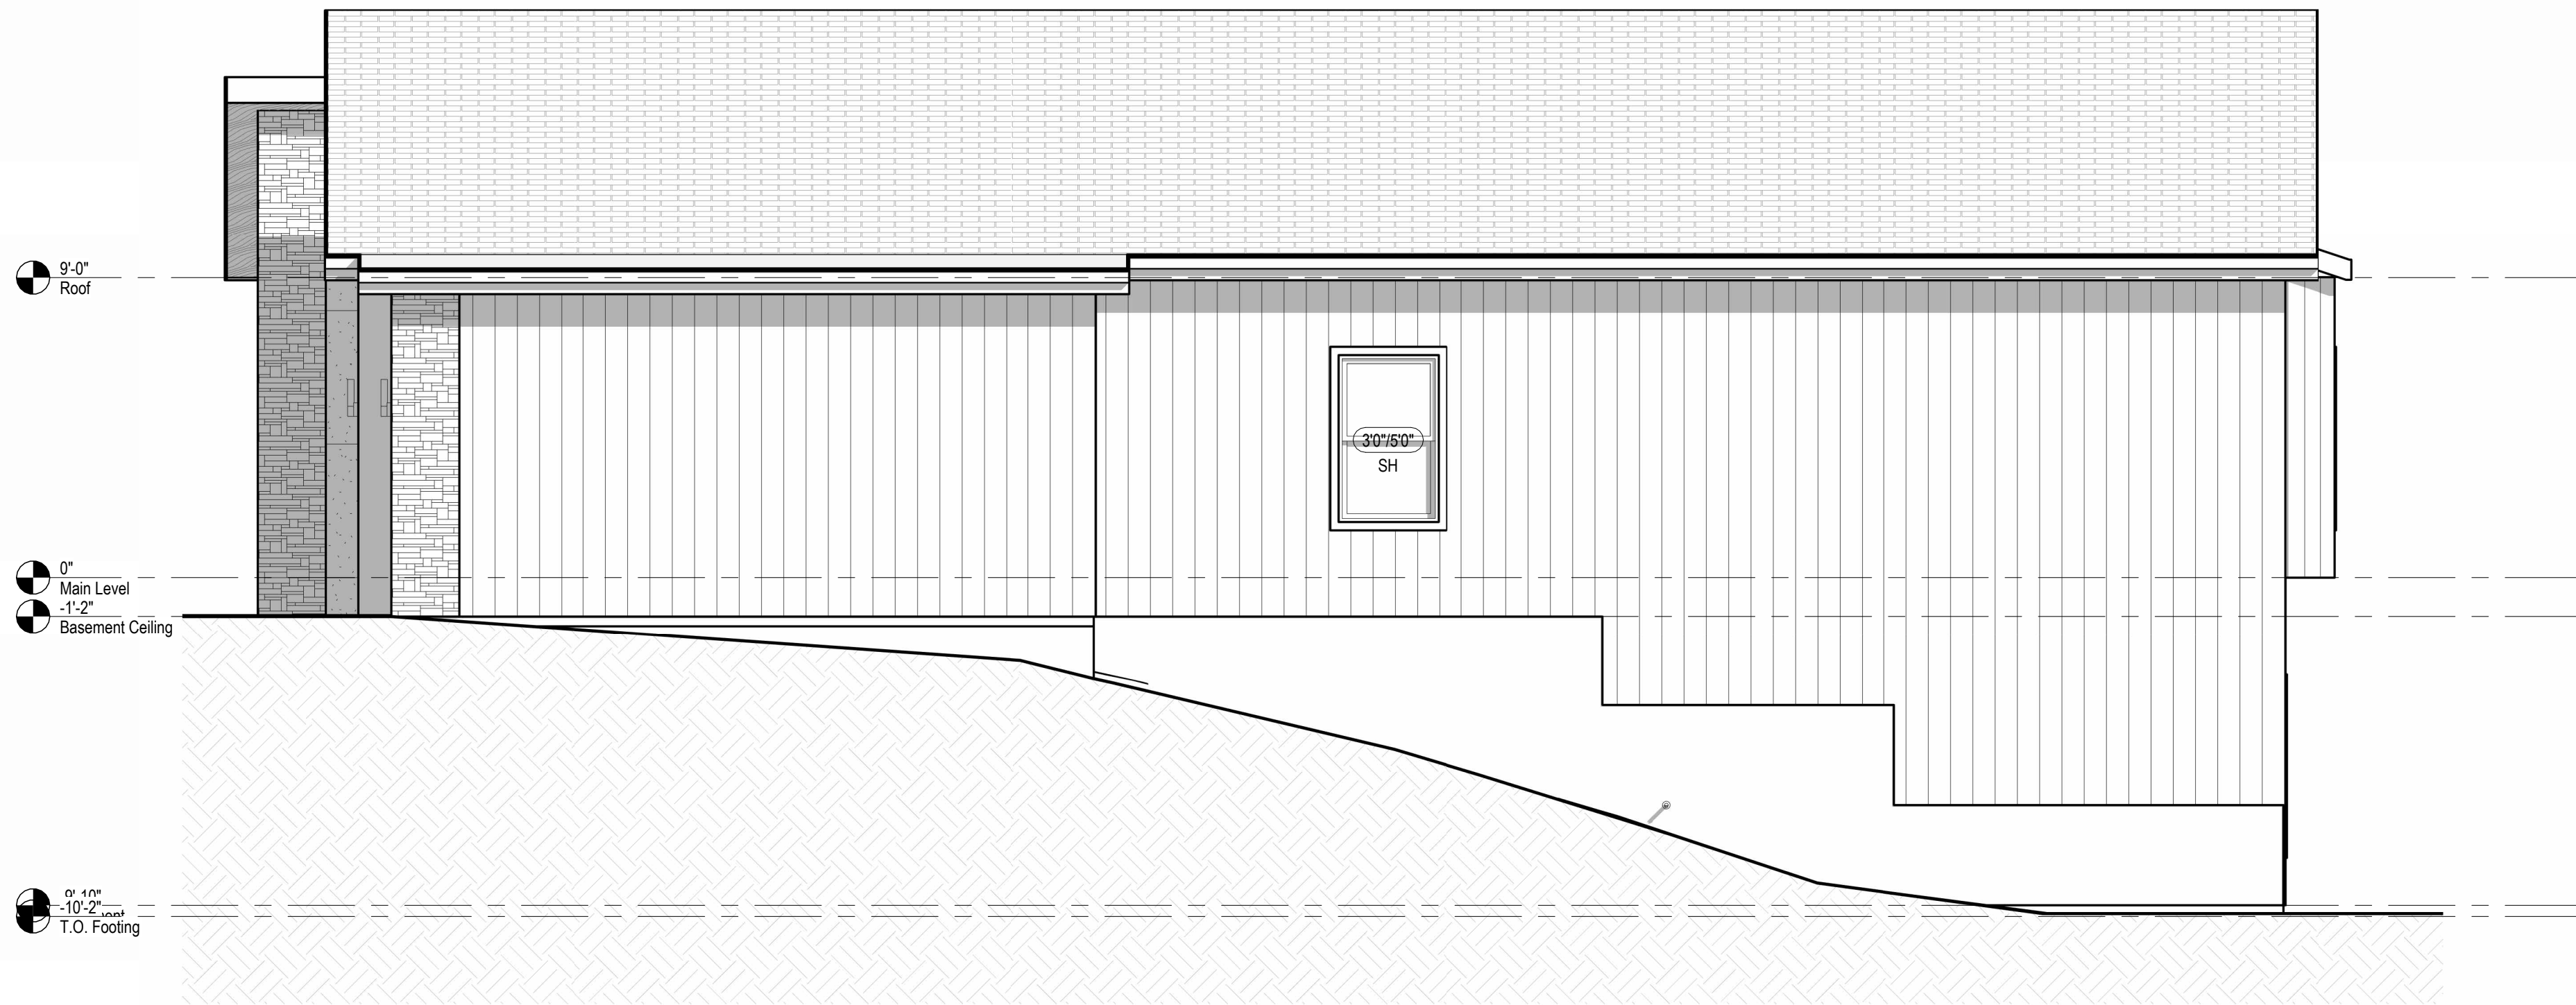 9'-0"
Roof
3'0"/5'0"
SH
0"
Main Level
-1'-2"
Basement Ceiling
-10'-2"
T.O. Footing